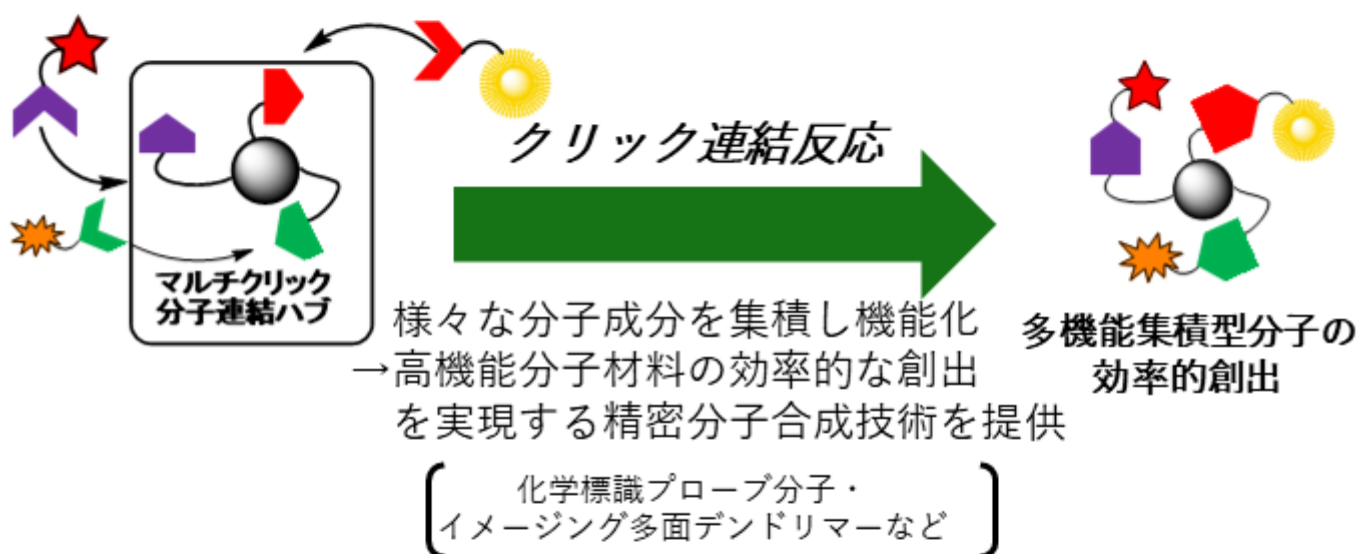 クリック連結反応
マルチクリック
分子連結ハブ
様々な分子成分を集積し機能化
→高機能分子材料の効率的な創出
を実現する精密分子合成技術を提供
多機能集積型分子の
効率的創出
化学標識プローブ分子・
イメージング多面デンドリマーなど